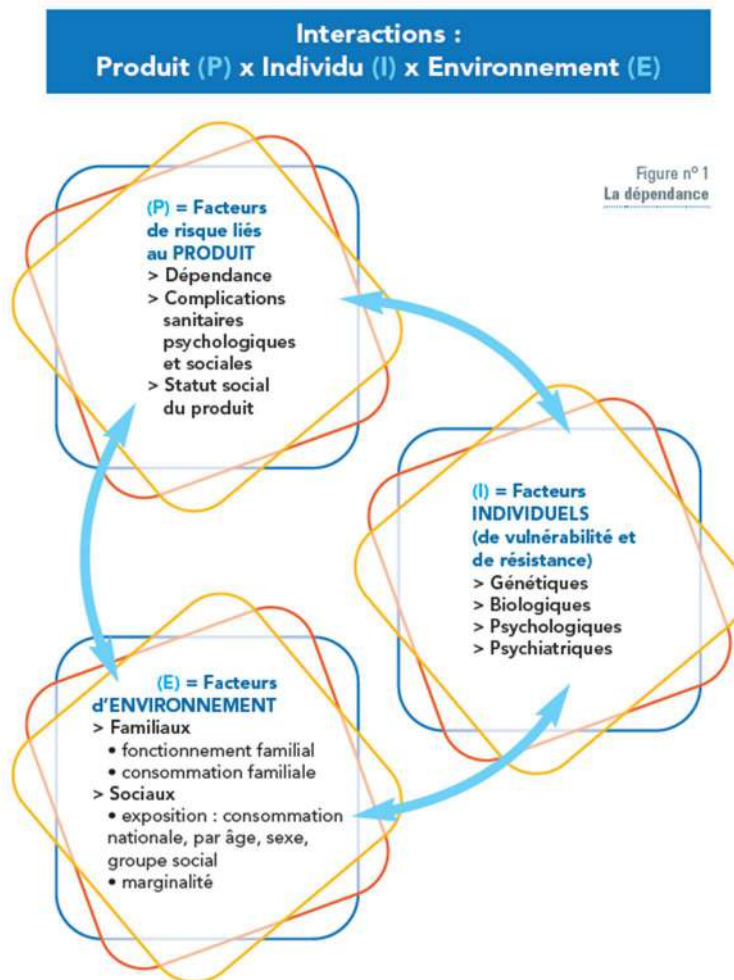 Interactions :
Produit (P) x Individu (I) x Environnement (E)
Figure nº 1
La dépendance
(P) = Facteurs
de risque liés
au PRODUIT
> Dépendance
> Complications
sanitaires
psychologiques
et sociales
> Statut social
du produit
(I) = Facteurs
INDIVIDUELS
(de vulnérabilité et
de résistance)
> Génétiques
> Biologiques
> Psychologiques
> Psychiatriques
(E) = Facteurs
d'ENVIRONNEMENT
> Familiaux
• fonctionnement familial
• consommation familiale
> Sociaux
• exposition : consommation
nationale, par âge, sexe,
groupe social
• marginalité